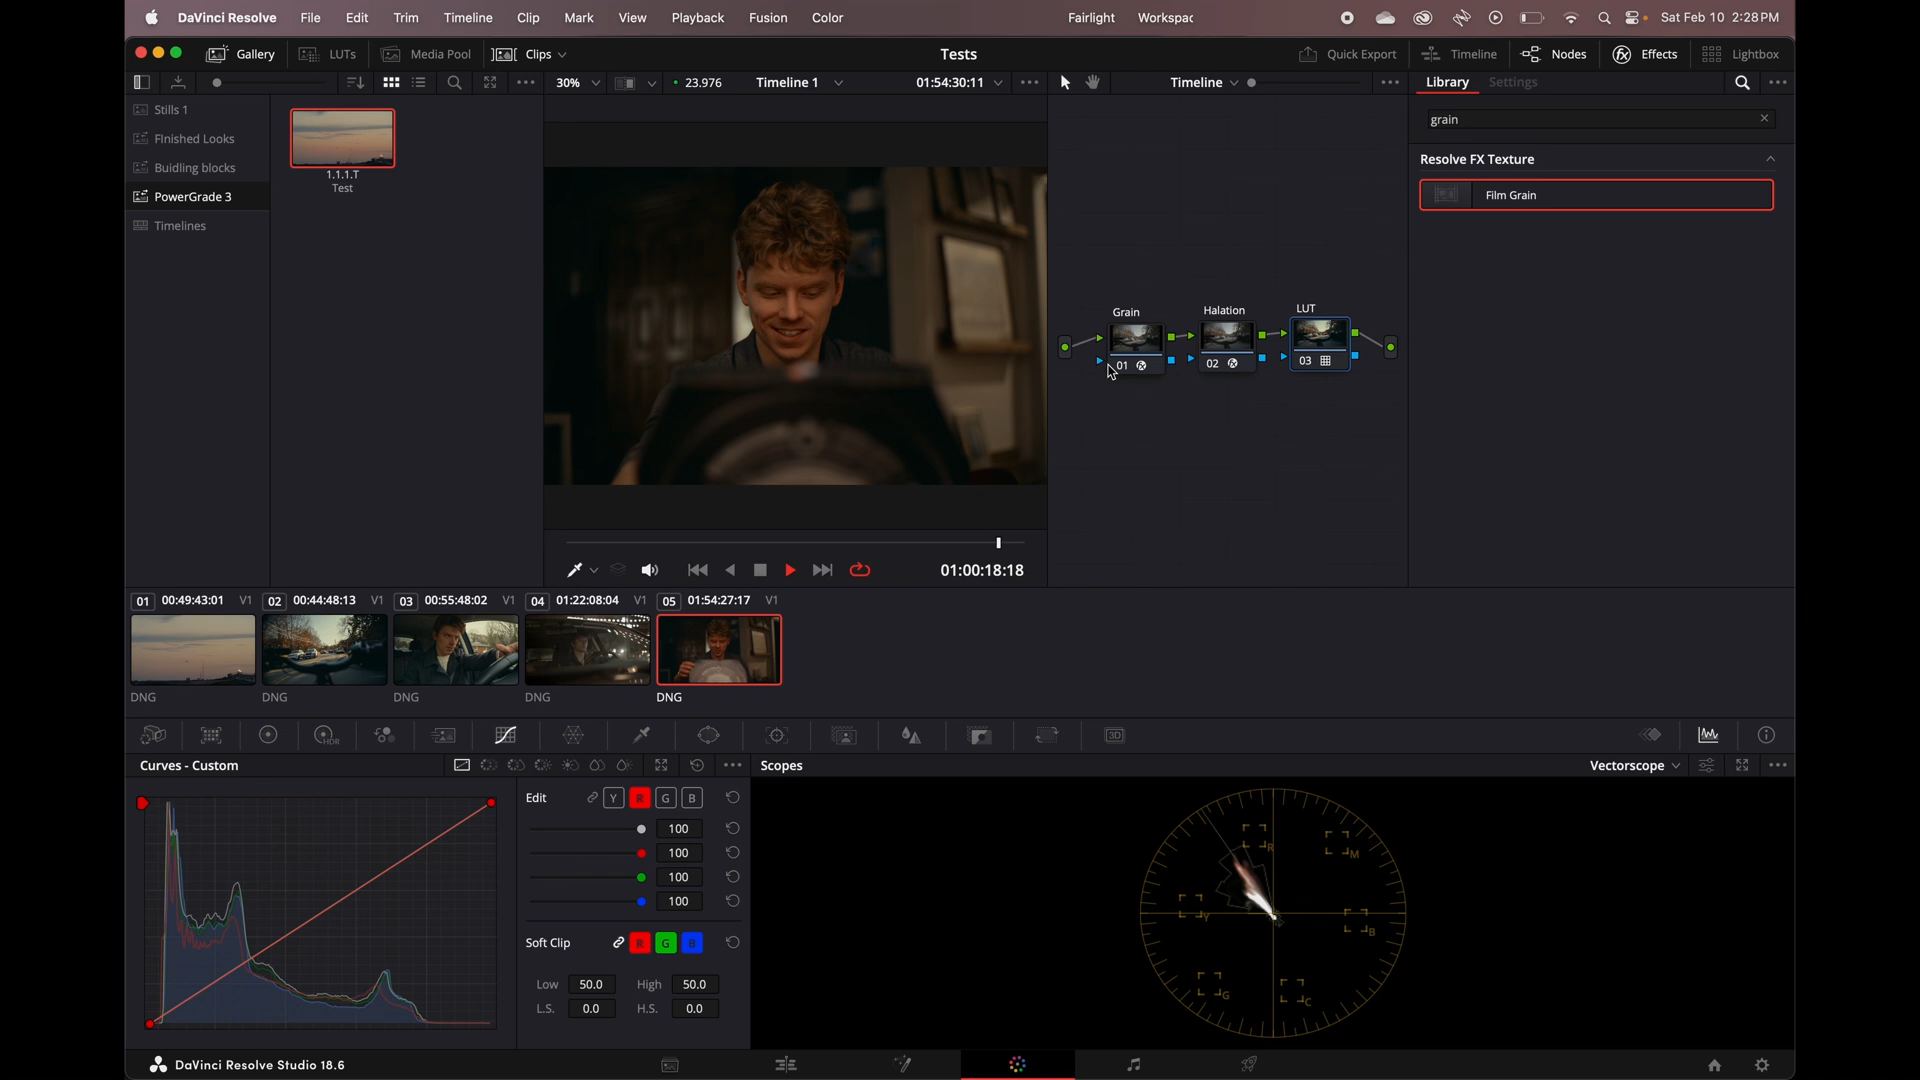 DaVinci Resolve File Edit Trim Timeline Clip Mark View Playback Fusion Color Fairlight Workspac Sat Feb 10 2:28 PM
Gallery LUTs Media Pool Clips Tests Quick Export Timeline Nodes Effects Lightbox
30% 23.976 Timeline 1 01:54:30:11 Timeline Library Settings
Stills 1
FInished Looks
Buidling blocks
PowerGrade 3
Timelines
1.1.1.T
Test
grain
Resolve FX Texture
Film Grain
Grain Halation LUT
01 02 03
01:00:18:18
01 00:49:43:01 V1 02 00:44:48:13 V1 03 00:55:48:02 V1 04 01:22:08:04 V1 05 01:54:27:17 V1
DNG DNG DNG DNG DNG
HDR 3D
Curves - Custom Scopes Vectorscope
Edit Y R G B
100
100
100
100
Soft Clip R G B
Low 50.0 High 50.0
L.S. 0.0 H.S. 0.0
R M
Y B
G C
DaVinci Resolve Studio 18.6